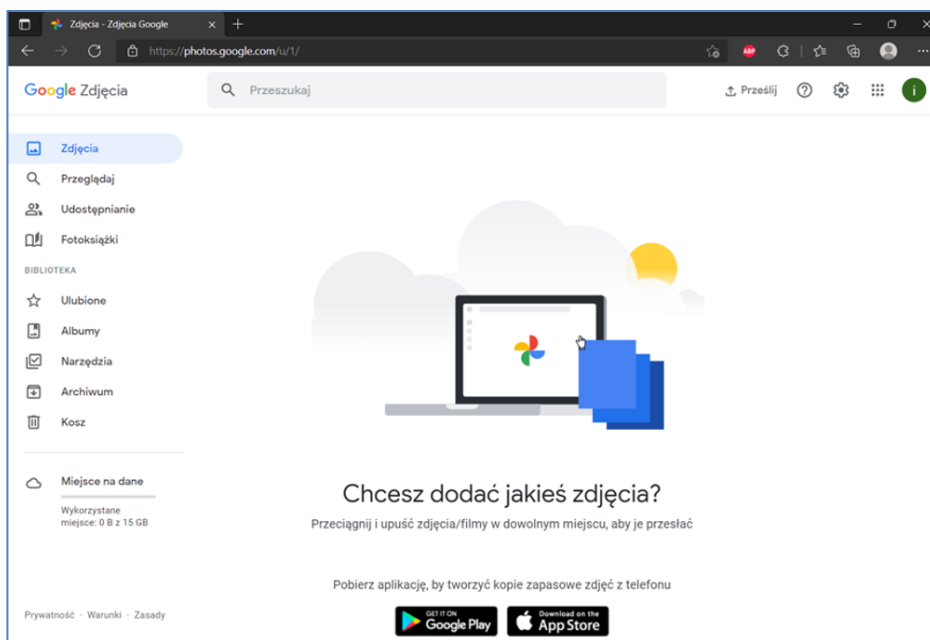 Zdjęcia - Zdjęcia Google
https://photos.google.com/u/1/
ABP
Google Zdjęcia
Przeszukaj
Prześlij
i
Zdjęcia
Przeglądaj
Udostępnianie
Fotoksiążki
BIBLIOTEKA
Ulubione
Albumy
Narzędzia
Archiwum
Kosz
Miejsce na dane
Wykorzystane
miejsce: 0 B z 15 GB
Chcesz dodać jakieś zdjęcia?
Przeciągnij i upuść zdjęcia/filmy w dowolnym miejscu, aby je przesłać
Pobierz aplikację, by tworzyć kopie zapasowe zdjęć z telefonu
GET IT ON
Google Play
Download on the
App Store
Prywatność · Warunki · Zasady